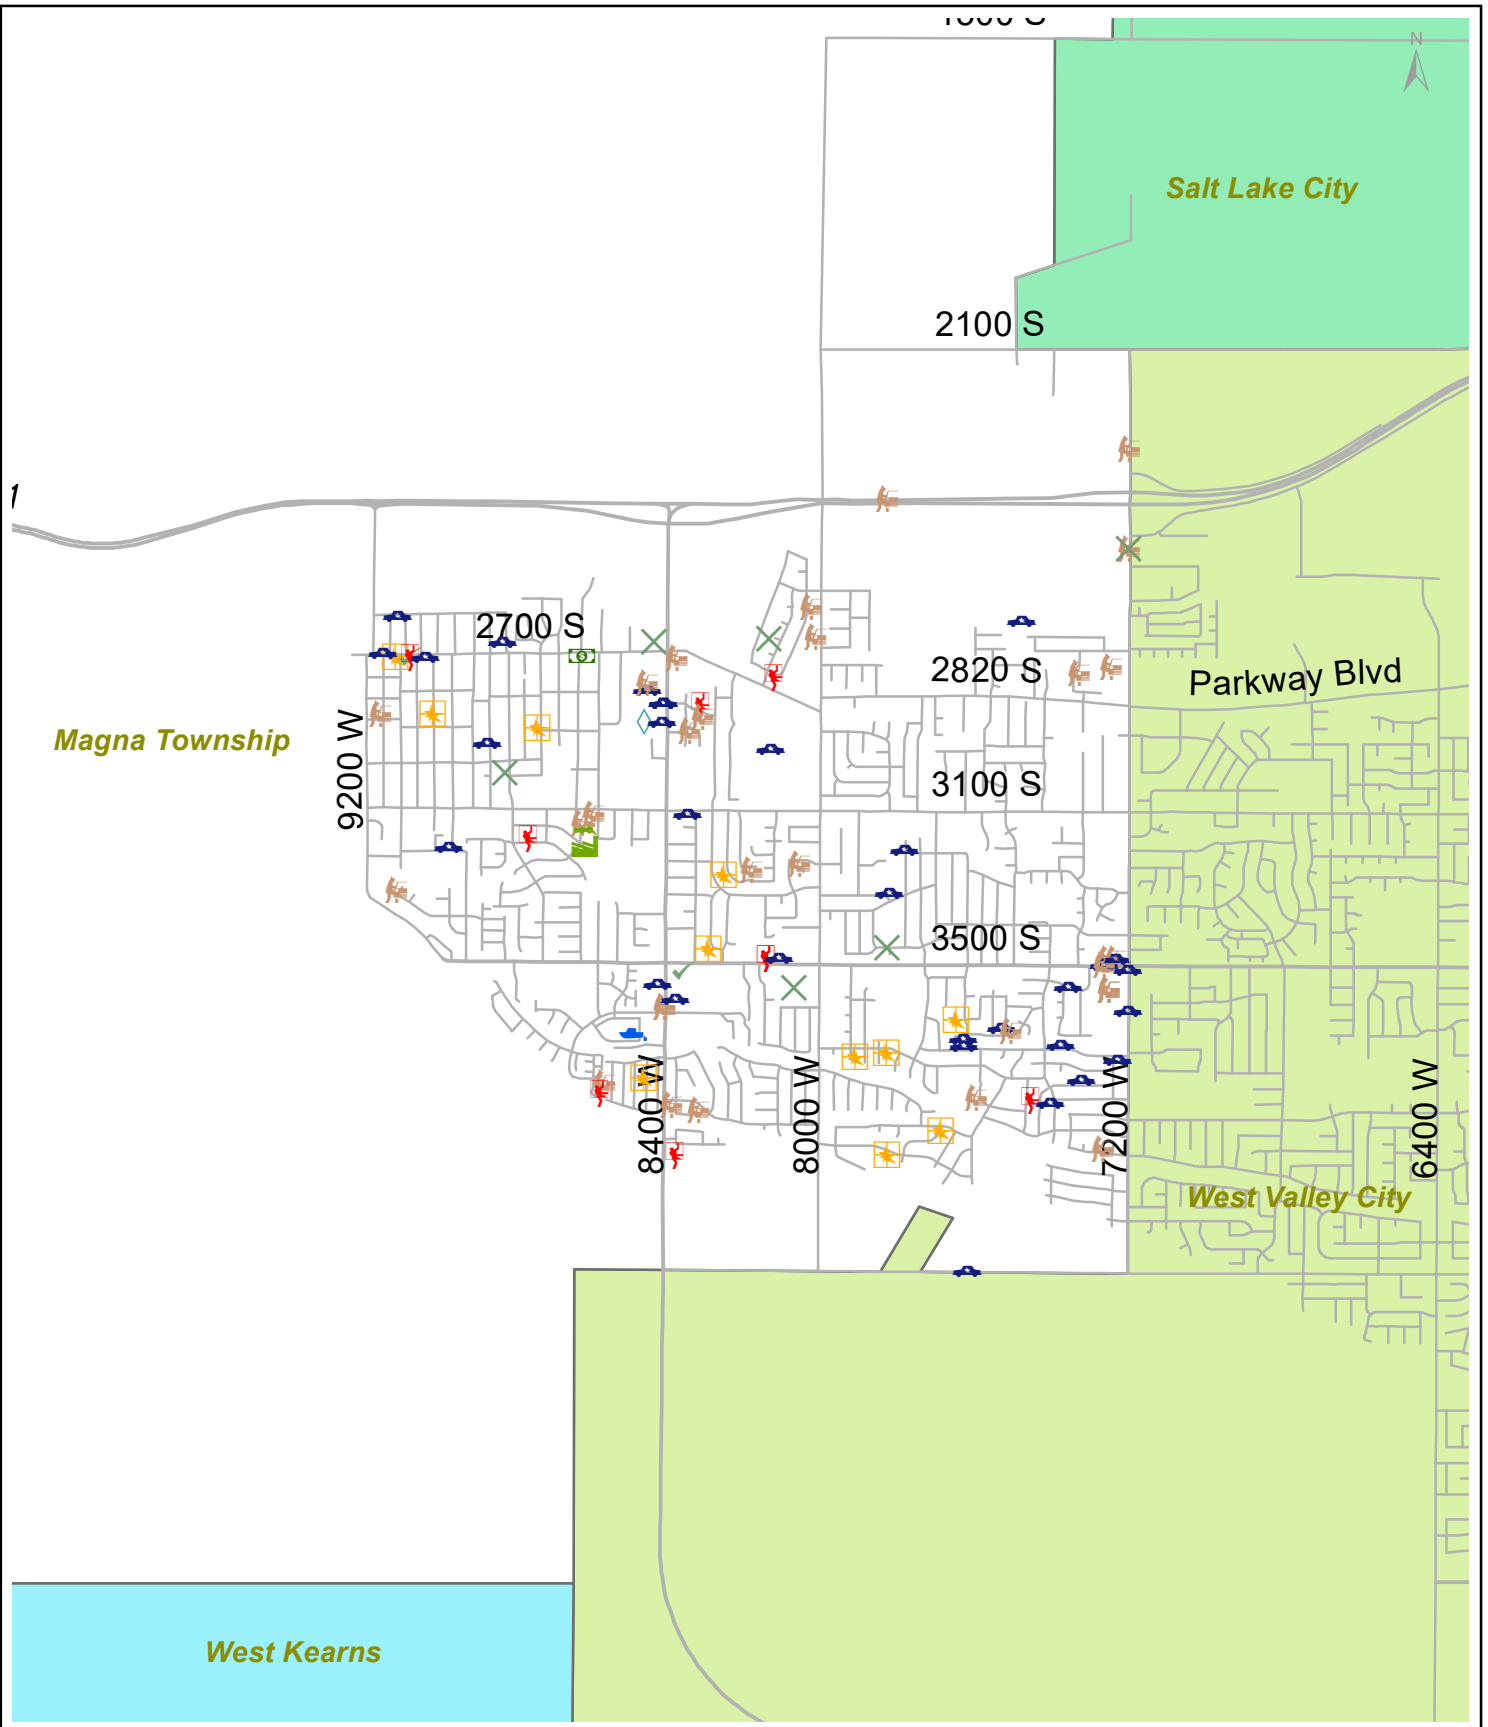 N
Salt Lake City
2100 S
2700 S
2820 S
Parkway Blvd
Magna Township
9200 W
3100 S
3500 S
8400 W
8000 W
7200 W
6400 W
West Valley City
West Kearns